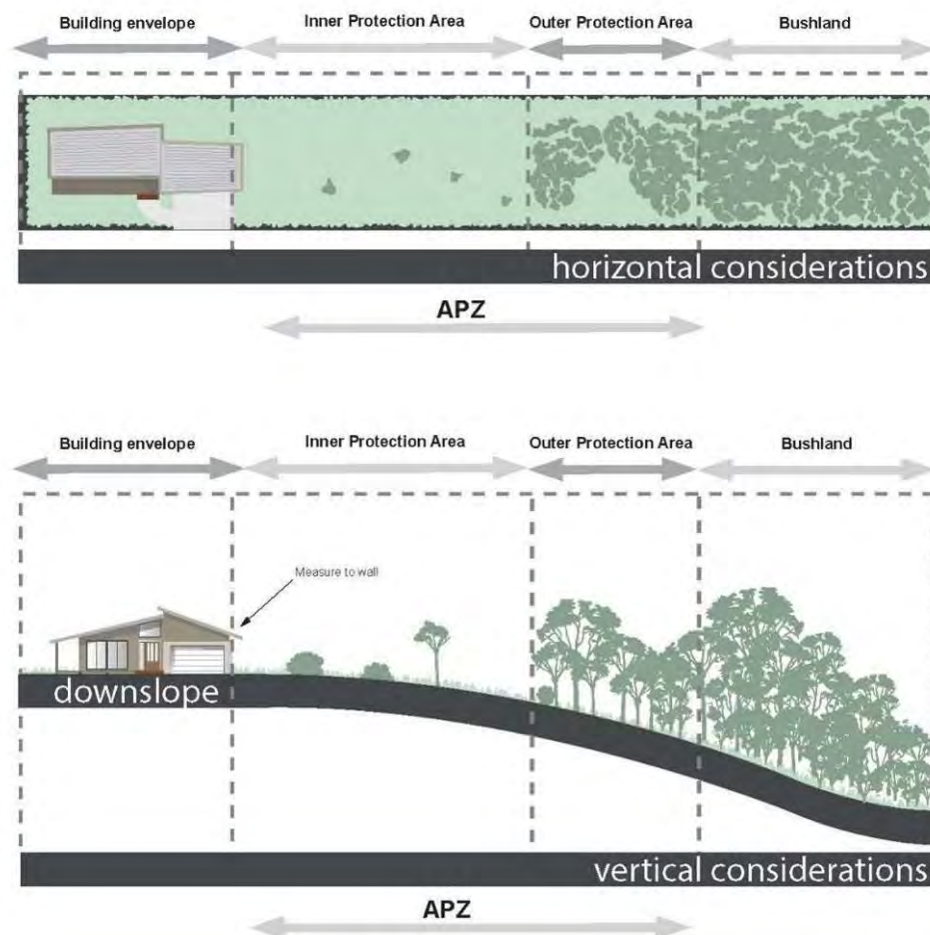 Building envelope
Inner Protection Area
Outer Protection Area
Bushland
horizontal considerations
APZ
Building envelope
Inner Protection Area
Outer Protection Area
Bushland
Measure to wall
downslope
vertical considerations
APZ